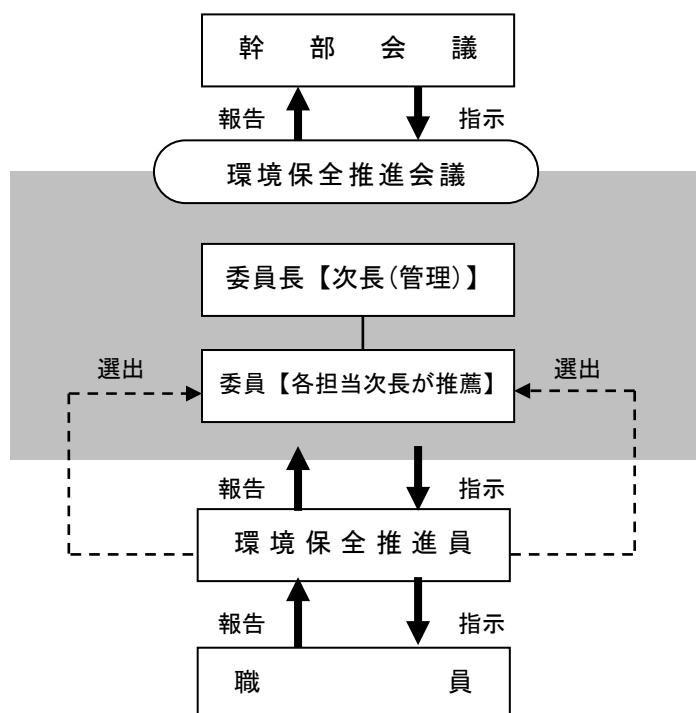 幹部会議
報告
指示
環境保全推進会議
委員長【次長(管理)】
選出
委員【各担当次長が推薦】
選出
報告
指示
環境保全推進員
報告
指示
職員